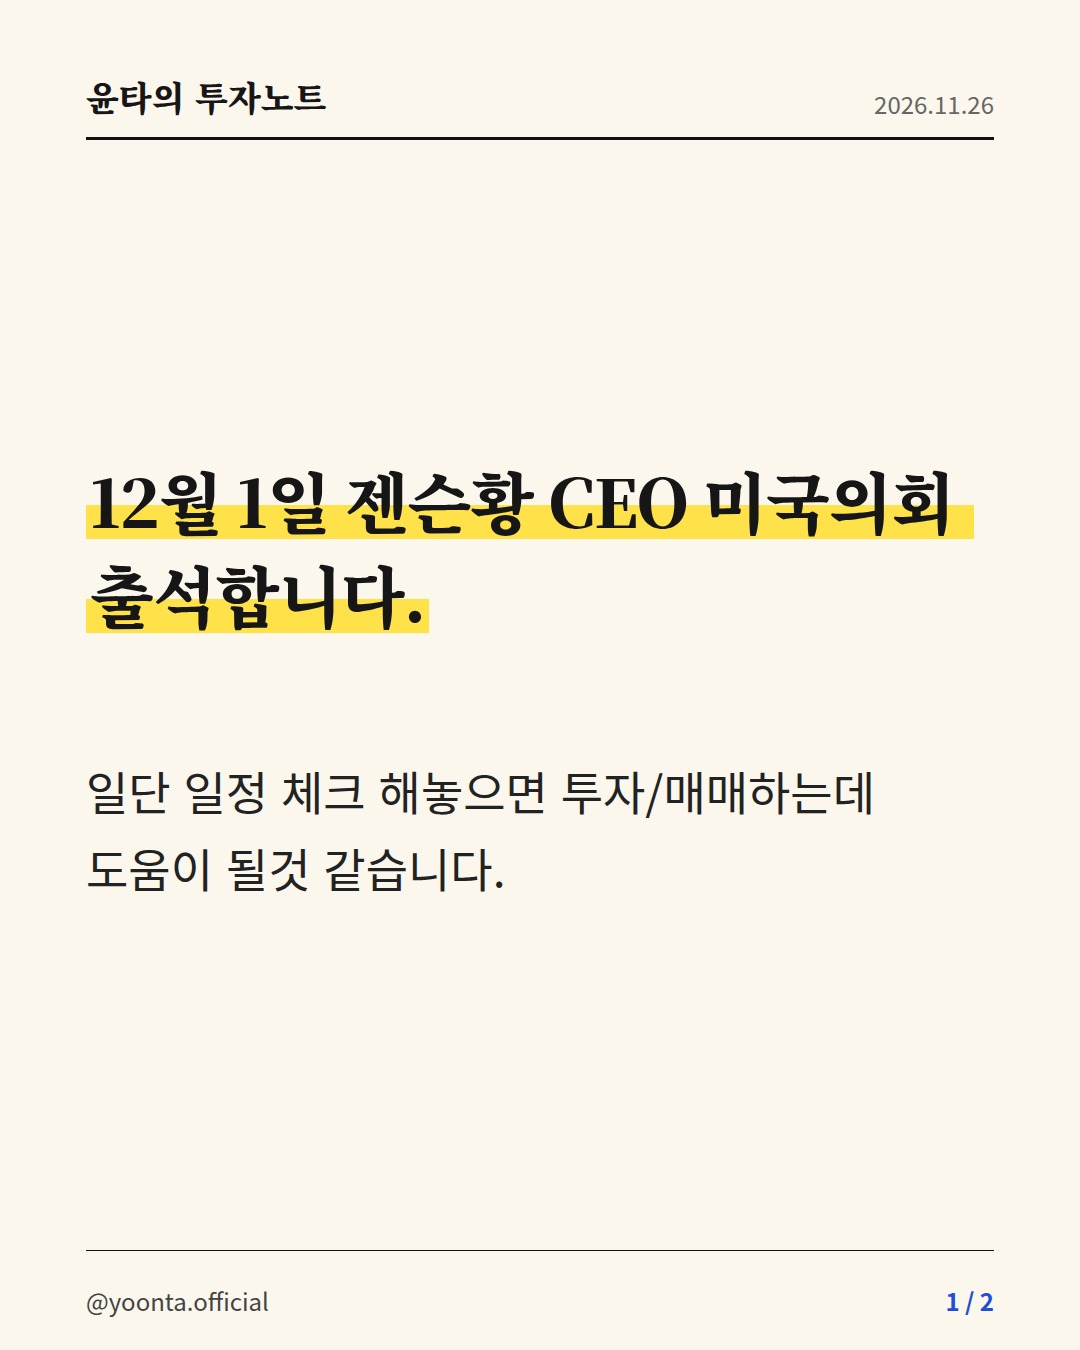 윤타의 투자노트
2026.11.26
12월 1일 젠슨황 CEO 미국의회
출석합니다.
일단 일정 체크 해놓으면 투자/매매하는데
도움이 될것 같습니다.
@yoonta.official
1 / 2